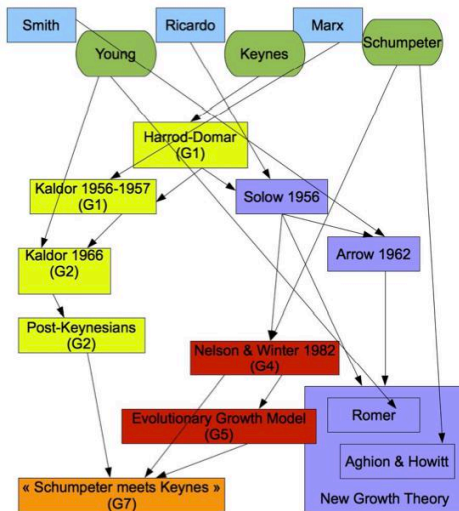 Smith
Ricardo
Marx
Young
Keynes
Schumpeter
Harrod-Domar
(G1)
Kaldor 1956-1957
(G1)
Solow 1956
Kaldor 1966
(G2)
Arrow 1962
Post-Keynesians
(G2)
Nelson & Winter 1982
(G4)
Romer
Evolutionary Growth Model
(G5)
Aghion & Howitt
« Schumpeter meets Keynes »
(G7)
New Growth Theory